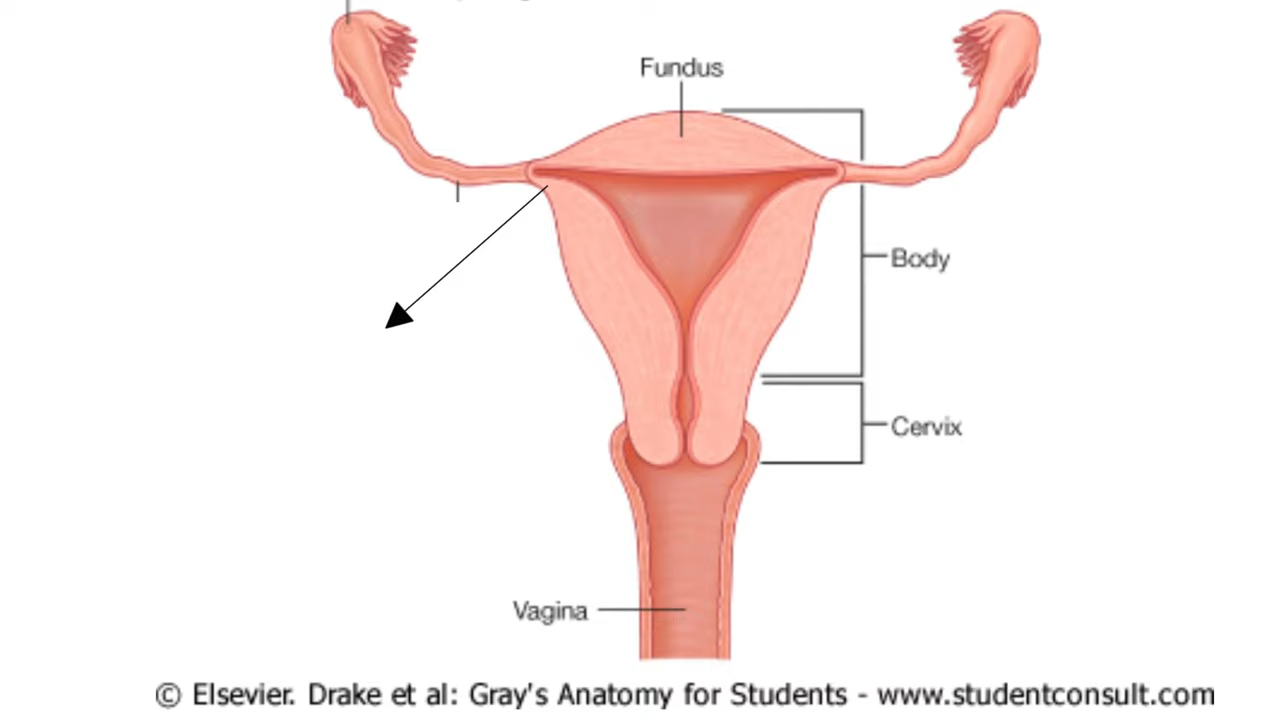 Fundus
Body
Cervix
Vagina
© Elsevier. Drake et al: Gray's Anatomy for Students - www.studentconsult.com